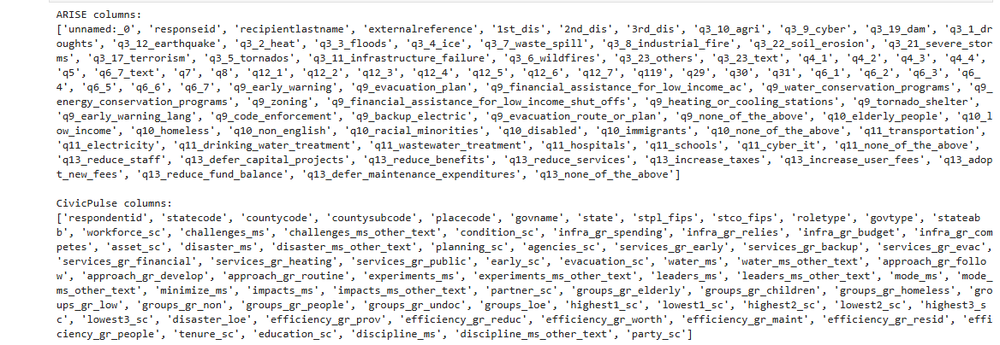 ARISE columns:
['unnamed:_0', 'responseid', 'recipientlastname', 'externalreference', '1st_dis', '2nd_dis', '3rd_dis', 'q3_10_agri', 'q3_9_cyber', 'q3_19_dam', 'q3_1_dr
oughts', 'q3_12_earthquake', 'q3_2_heat', 'q3_3_floods', 'q3_4_ice', 'q3_7_waste_spill', 'q3_8_industrial_fire', 'q3_22_soil_erosion', 'q3_21_severe_stor
ms', 'q3_17_terrorism', 'q3_5_tornados', 'q3_11_infrastructure_failure', 'q3_6_wildfires', 'q3_23_others', 'q3_23_text', 'q4_1', 'q4_2', 'q4_3', 'q4_4',
'q5', 'q6_7_text', 'q7', 'q8', 'q12_1', 'q12_2', 'q12_3', 'q12_4', 'q12_5', 'q12_6', 'q12_7', 'q119', 'q29', 'q30', 'q31', 'q6_1', 'q6_2', 'q6_3', 'q6_
4', 'q6_5', 'q6_6', 'q6_7', 'q9_early_warning', 'q9_evacuation_plan', 'q9_financial_assistance_for_low_income_ac', 'q9_water_conservation_programs', 'q9_
energy_conservation_programs', 'q9_zoning', 'q9_financial_assistance_for_low_income_shut_offs', 'q9_heating_or_cooling_stations', 'q9_tornado_shelter',
'q9_early_warning_lang', 'q9_code_enforcement', 'q9_backup_electric', 'q9_evacuation_route_or_plan', 'q9_none_of_the_above', 'q10_elderly_people', 'q10_l
ow_income', 'q10_homeless', 'q10_non_english', 'q10_racial_minorities', 'q10_disabled', 'q10_immigrants', 'q10_none_of_the_above', 'q11_transportation',
'q11_electricity', 'q11_drinking_water_treatment', 'q11_wastewater_treatment', 'q11_hospitals', 'q11_schools', 'q11_cyber_it', 'q11_none_of_the_above',
'q13_reduce_staff', 'q13_defer_capital_projects', 'q13_reduce_benefits', 'q13_reduce_services', 'q13_increase_taxes', 'q13_increase_user_fees', 'q13_adop
t_new_fees', 'q13_reduce_fund_balance', 'q13_defer_maintenance_expenditures', 'q13_none_of_the_above']
CivicPulse columns:
['respondentid', 'statecode', 'countycode', 'countysubcode', 'placecode', 'govname', 'state', 'stpl_fips', 'stco_fips', 'roletype', 'govtype', 'stateab
b', 'workforce_sc', 'challenges_ms', 'challenges_ms_other_text', 'condition_sc', 'infra_gr_spending', 'infra_gr_relies', 'infra_gr_budget', 'infra_gr_com
petes', 'asset_sc', 'disaster_ms', 'disaster_ms_other_text', 'planning_sc', 'agencies_sc', 'services_gr_early', 'services_gr_backup', 'services_gr_evac',
'services_gr_financial', 'services_gr_heating', 'services_gr_public', 'early_sc', 'evacuation_sc', 'water_ms', 'water_ms_other_text', 'approach_gr_follo
w', 'approach_gr_develop', 'approach_gr_routine', 'experiments_ms', 'experiments_ms_other_text', 'leaders_ms', 'leaders_ms_other_text', 'mode_ms', 'mode_
ms_other_text', 'minimize_ms', 'impacts_ms', 'impacts_ms_other_text', 'partner_sc', 'groups_gr_elderly', 'groups_gr_children', 'groups_gr_homeless', 'gro
ups_gr_low', 'groups_gr_non', 'groups_gr_people', 'groups_gr_undoc', 'groups_loe', 'highest1_sc', 'lowest1_sc', 'highest2_sc', 'lowest2_sc', 'highest3_s
c', 'lowest3_sc', 'disaster_loe', 'efficiency_gr_prov', 'efficiency_gr_reduc', 'efficiency_gr_worth', 'efficiency_gr_maint', 'efficiency_gr_resid', 'effi
ciency_gr_people', 'tenure_sc', 'education_sc', 'discipline_ms', 'discipline_ms_other_text', 'party_sc']